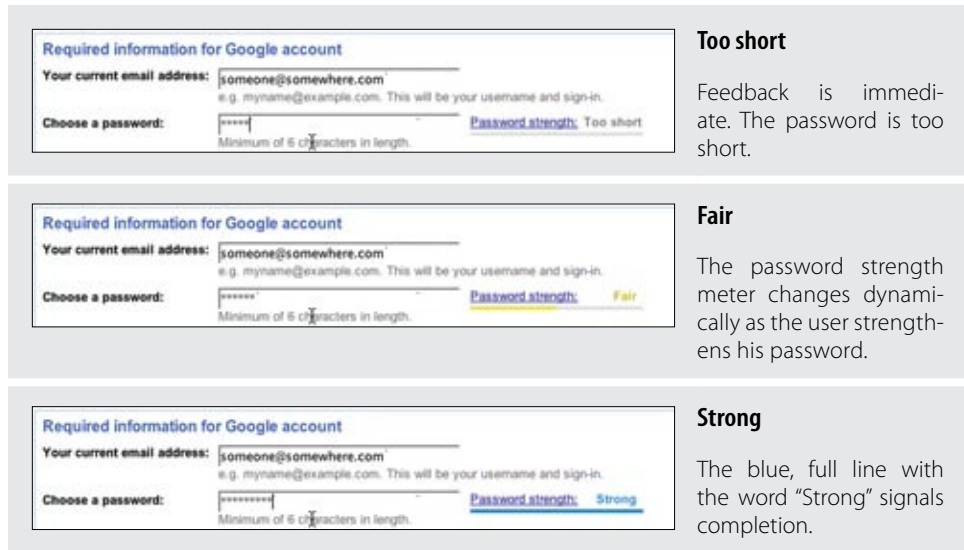 Required information for Google account
Your current email address: someone@somewhere.com
e.g. myname@example.com. This will be your username and sign-in.
Choose a password: ***** Password strength: Too short
Minimum of 6 characters in length.
Too short
Feedback is immedi-
ate. The password is too
short.
Required information for Google account
Your current email address: someone@somewhere.com
e.g. myname@example.com. This will be your username and sign-in.
Choose a password: ****** Password strength: Fair
Minimum of 6 characters in length.
Fair
The password strength
meter changes dynami-
cally as the user strength-
ens his password.
Required information for Google account
Your current email address: someone@somewhere.com
e.g. myname@example.com. This will be your username and sign-in.
Choose a password: ********* Password strength: Strong
Minimum of 6 characters in length.
Strong
The blue, full line with
the word “Strong” signals
completion.